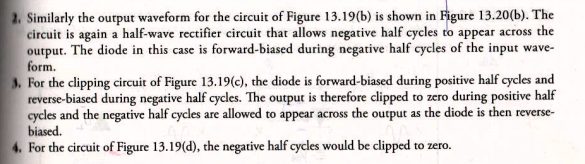 2. Similarly the output waveform for the circuit of Figure 13.19(b) is shown in Figure 13.20(b). The
circuit is again a half-wave rectifier circuit that allows negative half cycles to appear across the
output. The diode in this case is forward-biased during negative half cycles of the input wave-
form.
3. For the clipping circuit of Figure 13.19(c), the diode is forward-biased during positive half cycles and
reverse-biased during negative half cycles. The output is therefore clipped to zero during positive half
cycles and the negative half cycles are allowed to appear across the output as the diode is then reverse-
biased.
4. For the circuit of Figure 13.19(d), the negative half cycles would be clipped to zero.